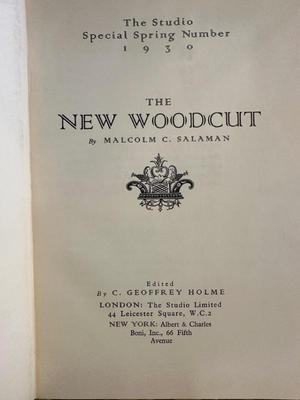 The Studio
Special Spring Number
1930
THE
NEW WOODCUT
By MALCOLM C. SALAMAN
Edited
By C. GEOFFREY HOLME
LONDON: The Studio Limited
44 Leicester Square, W.C.2
NEW YORK: Albert & Charles
Boni, Inc., 66 Fifth
Avenue